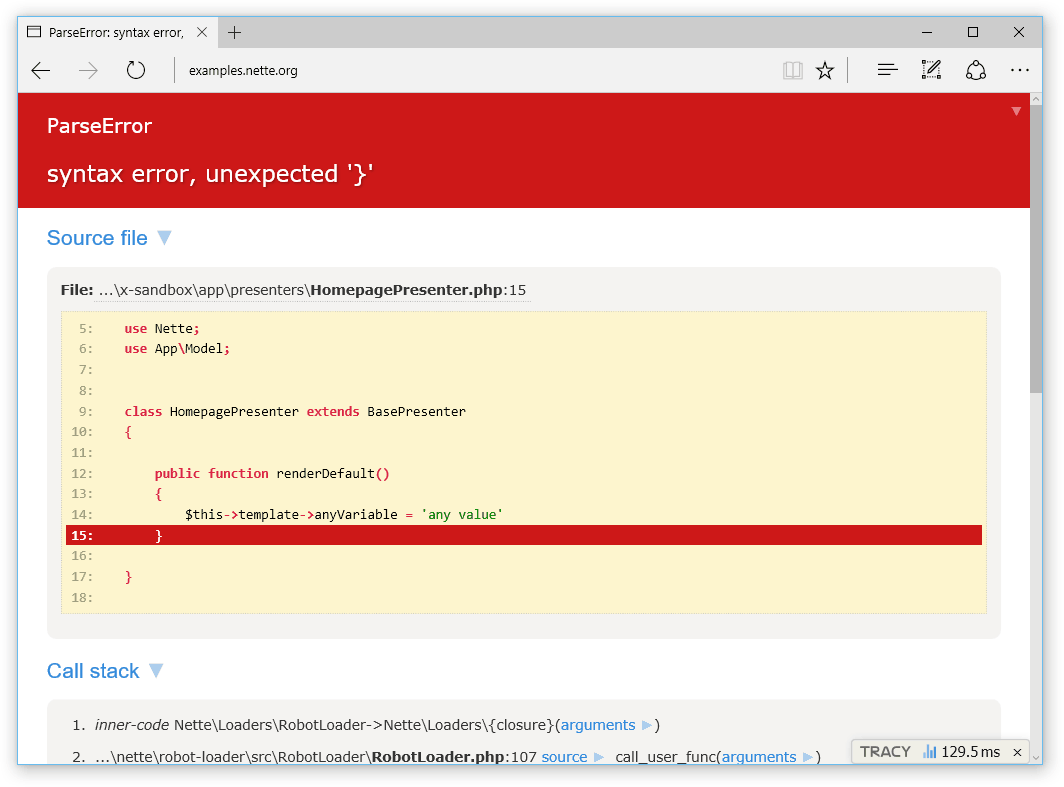 ParseError: syntax error,
examples.nette.org
ParseError
syntax error, unexpected '}'
Source file ▼
File: ...\x-sandbox\app\presenters\HomepagePresenter.php:15
5: use Nette;
6: use App\Model;
7:
8:
9: class HomepagePresenter extends BasePresenter
10: {
11:
12: public function renderDefault()
13: {
14: $this->template->anyVariable = 'any value'
15: }
16:
17: }
18:
Call stack ▼
1. inner-code Nette\Loaders\RobotLoader->Nette\Loaders\{closure}(arguments ►)
2. ...\nette\robot-loader\src\RobotLoader\RobotLoader.php:107 source ► call_user_func(arguments ►)
TRACY 129.5 ms ×